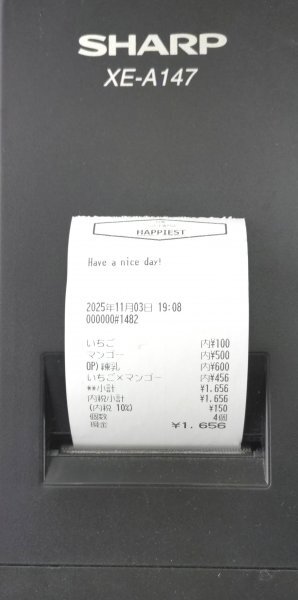 SHARP
XE-A147
HAPPIEST
Have a nice day!
2025年11月03日 19:08
000000#1482
いちご 内¥100
マンゴー 内¥500
OP)練乳 内¥600
いちご×マンゴー 内¥456
**小計 ¥1,656
内税小計 ¥1,656
(内税 10%) ¥150
個数 4個
現金 ¥1,656